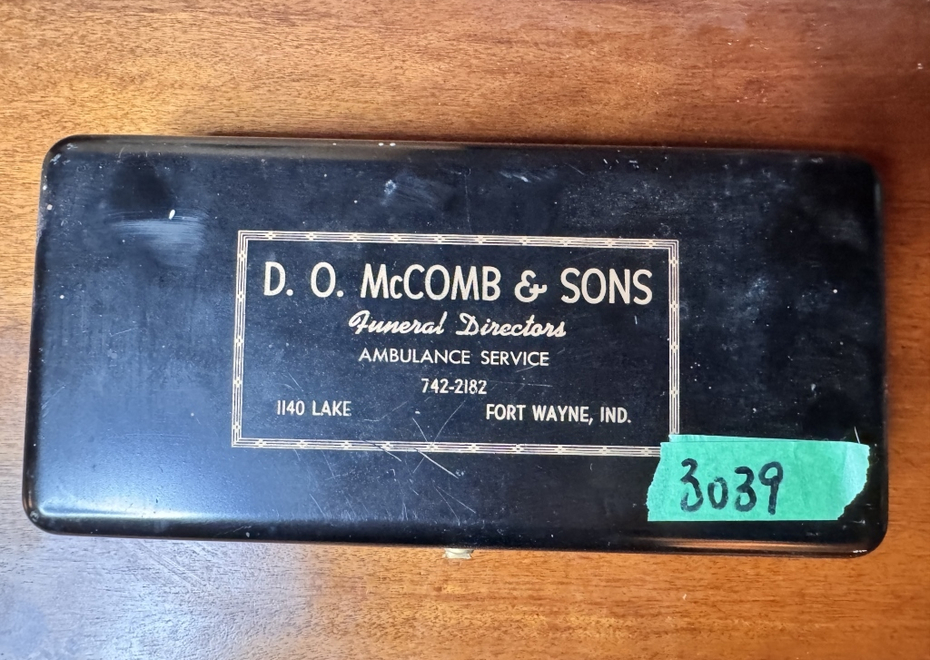 D. O. McCOMB & SONS
Funeral Directors
AMBULANCE SERVICE
742-2182
1140 LAKE FORT WAYNE, IND.
3039